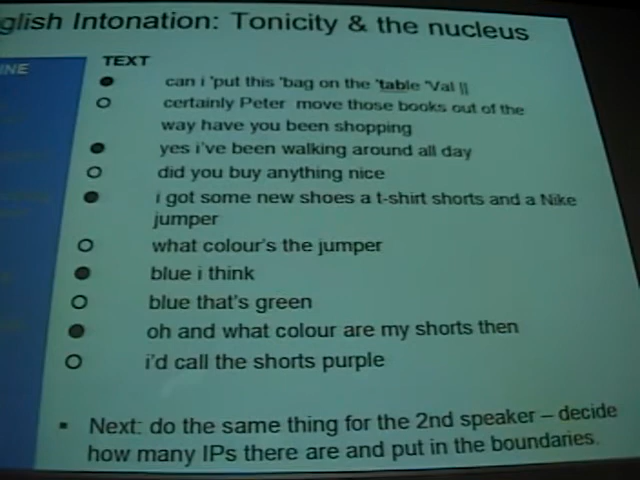 glish Intonation: Tonicity & the nucleus
INE
TEXT
can i 'put this 'bag on the 'table 'Val ||
certainly Peter move those books out of the
way have you been shopping
yes i've been walking around all day
did you buy anything nice
i got some new shoes a t-shirt shorts and a Nike
jumper
what colour's the jumper
blue i think
blue that's green
oh and what colour are my shorts then
i'd call the shorts purple
Next: do the same thing for the 2nd speaker – decide
how many IPs there are and put in the boundaries.